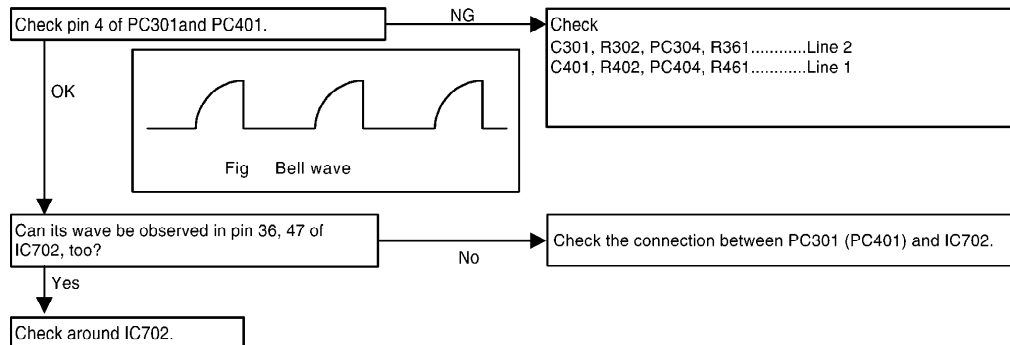 Check pin 4 of PC301and PC401.
NG
Check
C301, R302, PC304, R361............Line 2
C401, R402, PC404, R461............Line 1
OK
Fig Bell wave
Can its wave be observed in pin 36, 47 of
IC702, too?
No
Check the connection between PC301 (PC401) and IC702.
Yes
Check around IC702.